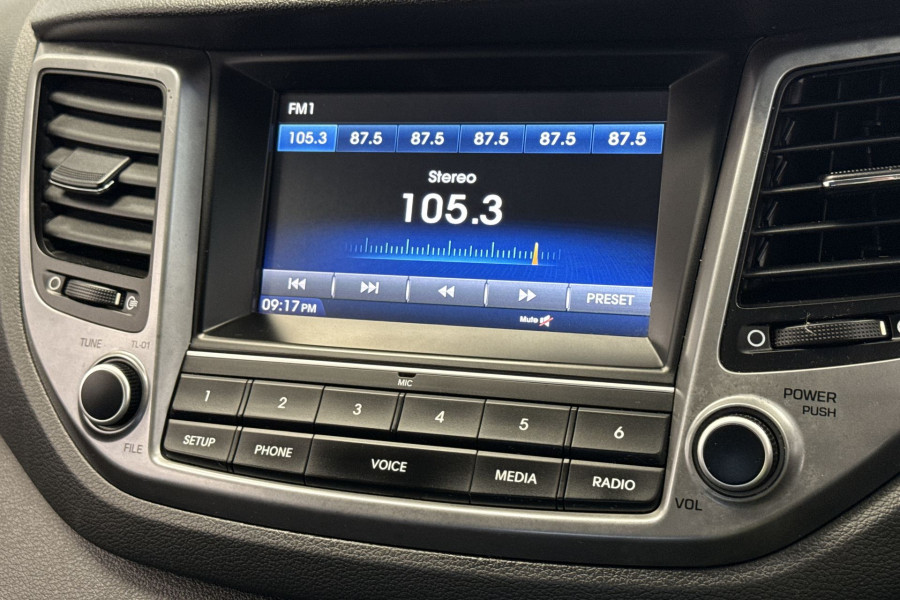 FM1
105.3 87.5 87.5 87.5 87.5 87.5
Stereo
105.3
PRESET
09:17 PM
Mute
TUNE
TL-01
FILE
MIC
1 2 3 4 5 6
SETUP PHONE VOICE MEDIA RADIO
POWER
PUSH
VOL